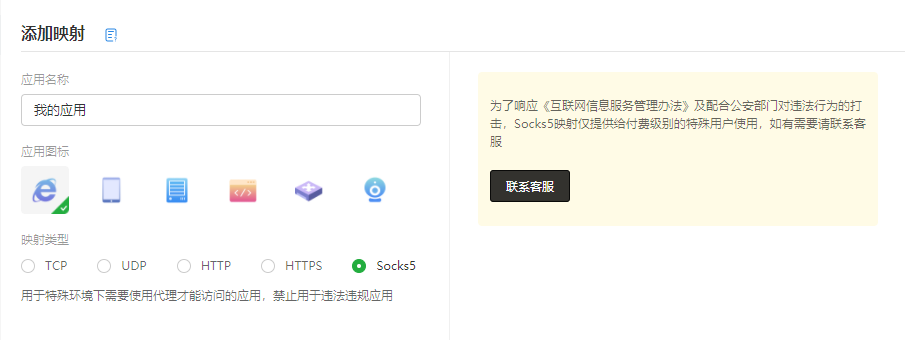 添加映射
应用名称
我的应用
应用图标
映射类型
TCP UDP HTTP HTTPS Socks5
用于特殊环境下需要使用代理才能访问的应用，禁止用于违法违规应用
为了响应《互联网信息服务管理办法》及配合公安部门对违法行为的打
击，Socks5映射仅提供给付费级别的特殊用户使用，如有需要请联系客
服
联系客服